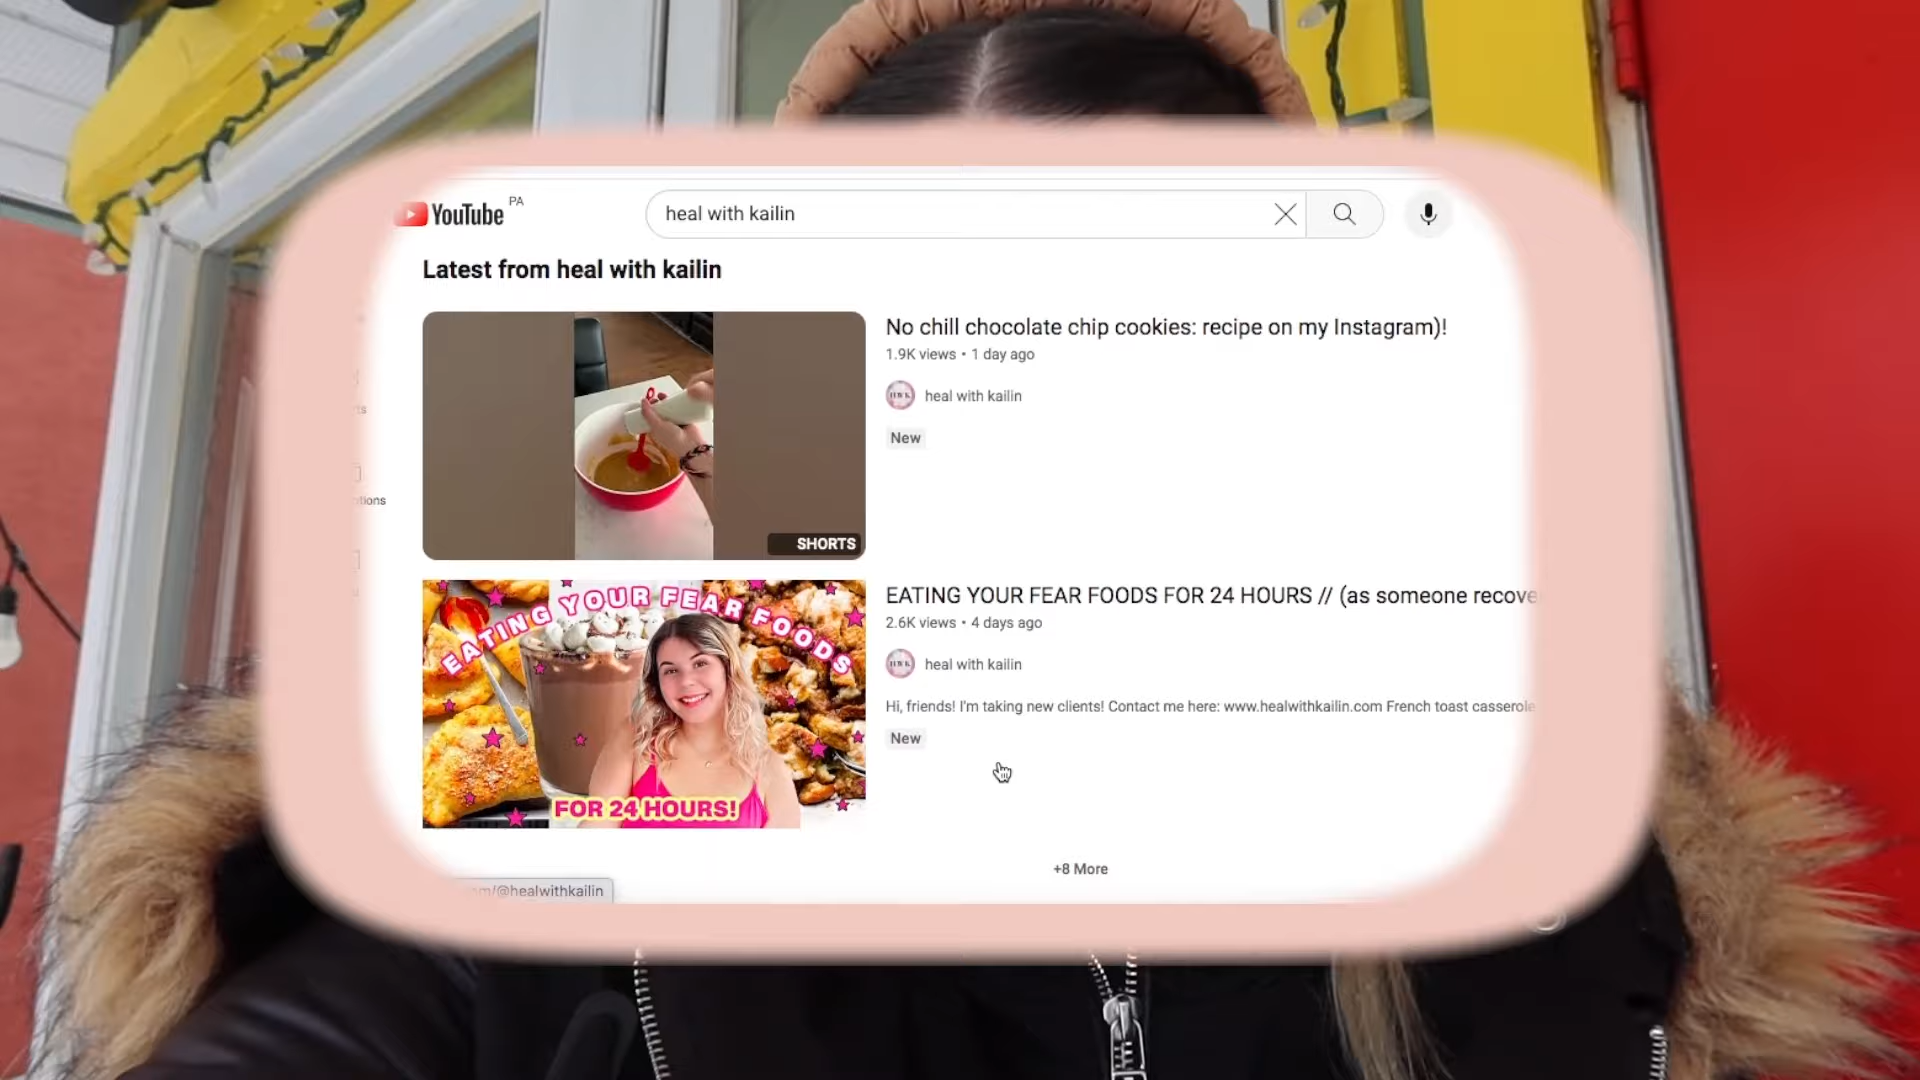 YouTube PA
heal with kailin
Latest from heal with kailin
No chill chocolate chip cookies: recipe on my Instagram)!
1.9K views • 1 day ago
HWK
heal with kailin
New
SHORTS
EATING YOUR FEAR FOODS
FOR 24 HOURS!
EATING YOUR FEAR FOODS FOR 24 HOURS // (as someone recove
2.6K views • 4 days ago
HWK
heal with kailin
Hi, friends! I'm taking new clients! Contact me here: www.healwithkailin.com French toast casserole
New
+8 More
/@healwithkailin